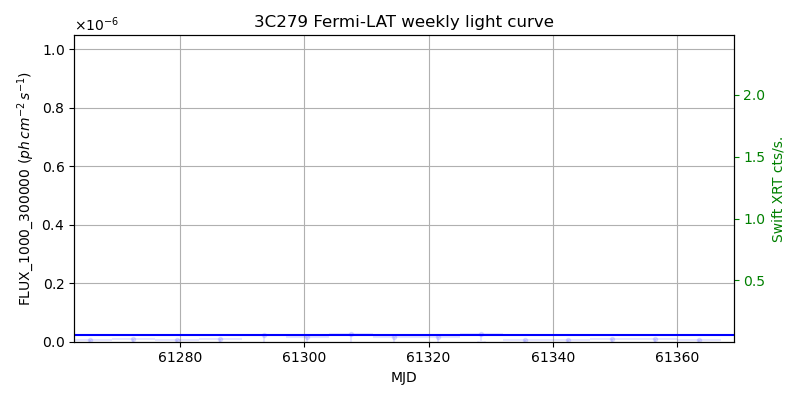 3C279 Fermi-LAT weekly light curve
×10⁻⁶
1.0
0.8
0.6
0.4
0.2
0.0
FLUX_1000_300000 (ph cm⁻² s⁻¹)
2.0
1.5
1.0
0.5
Swift XRT cts/s.
61280 61300 61320 61340 61360
MJD